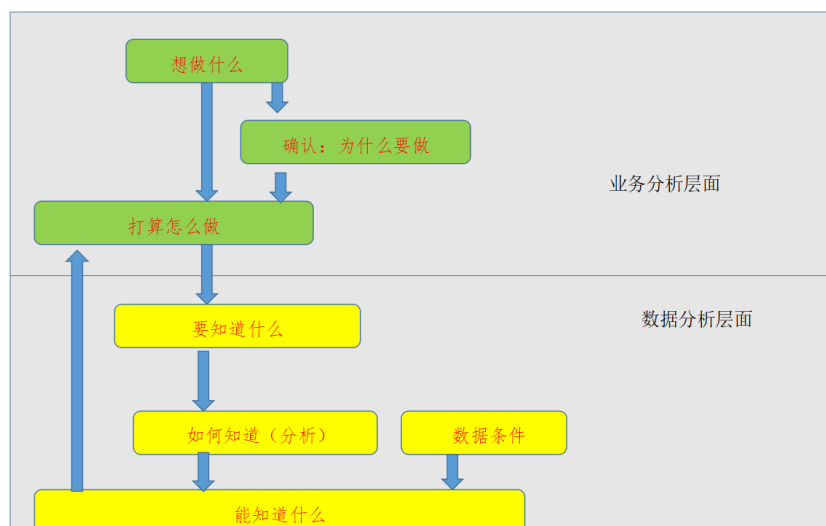 想做什么
确认：为什么要做
业务分析层面
打算怎么做
要知道什么
数据分析层面
如何知道（分析）
数据条件
能知道什么